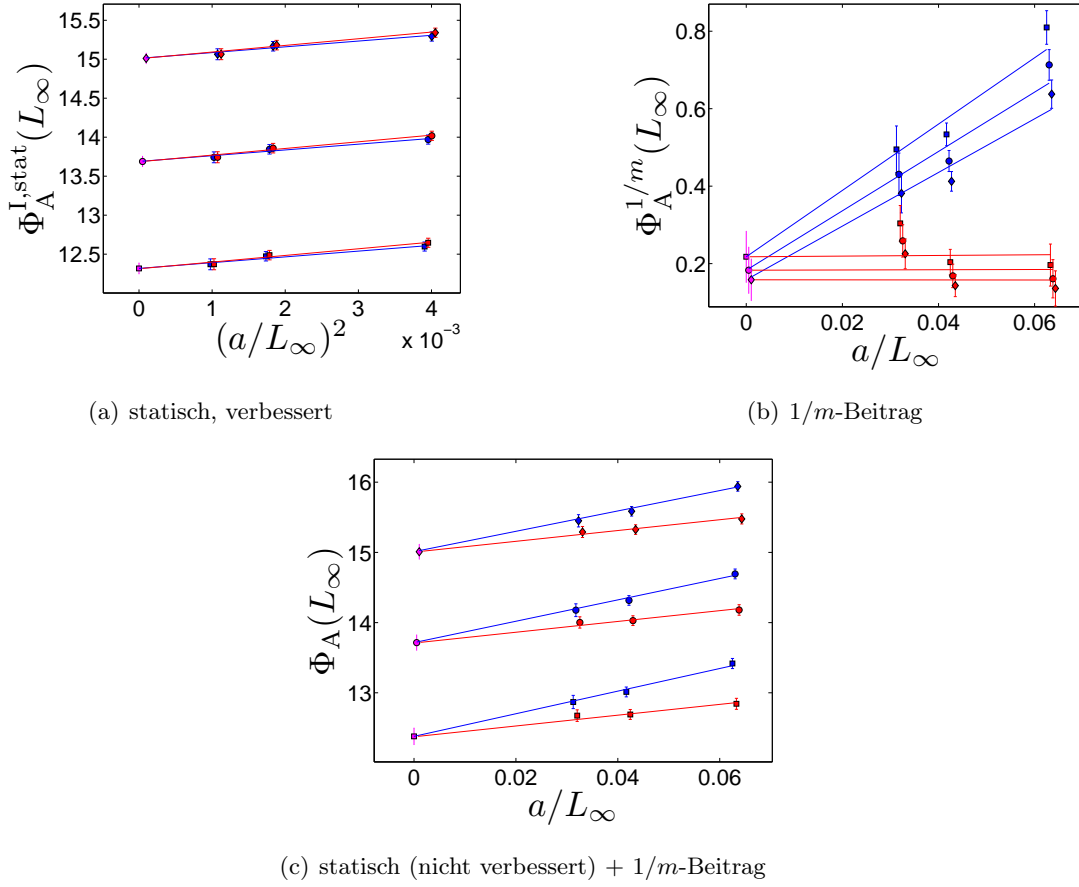 15.5
15
14.5
14
13.5
13
12.5
Φ_A^{I,stat}(L_∞)
0 1 2 3 4
x 10^{-3}
(a/L_∞)^2
(a) statisch, verbessert
0.8
0.6
0.4
0.2
Φ_A^{1/m}(L_∞)
0 0.02 0.04 0.06
a/L_∞
(b) 1/m-Beitrag
16
15
14
13
Φ_A(L_∞)
0 0.02 0.04 0.06
a/L_∞
(c) statisch (nicht verbessert) + 1/m-Beitrag